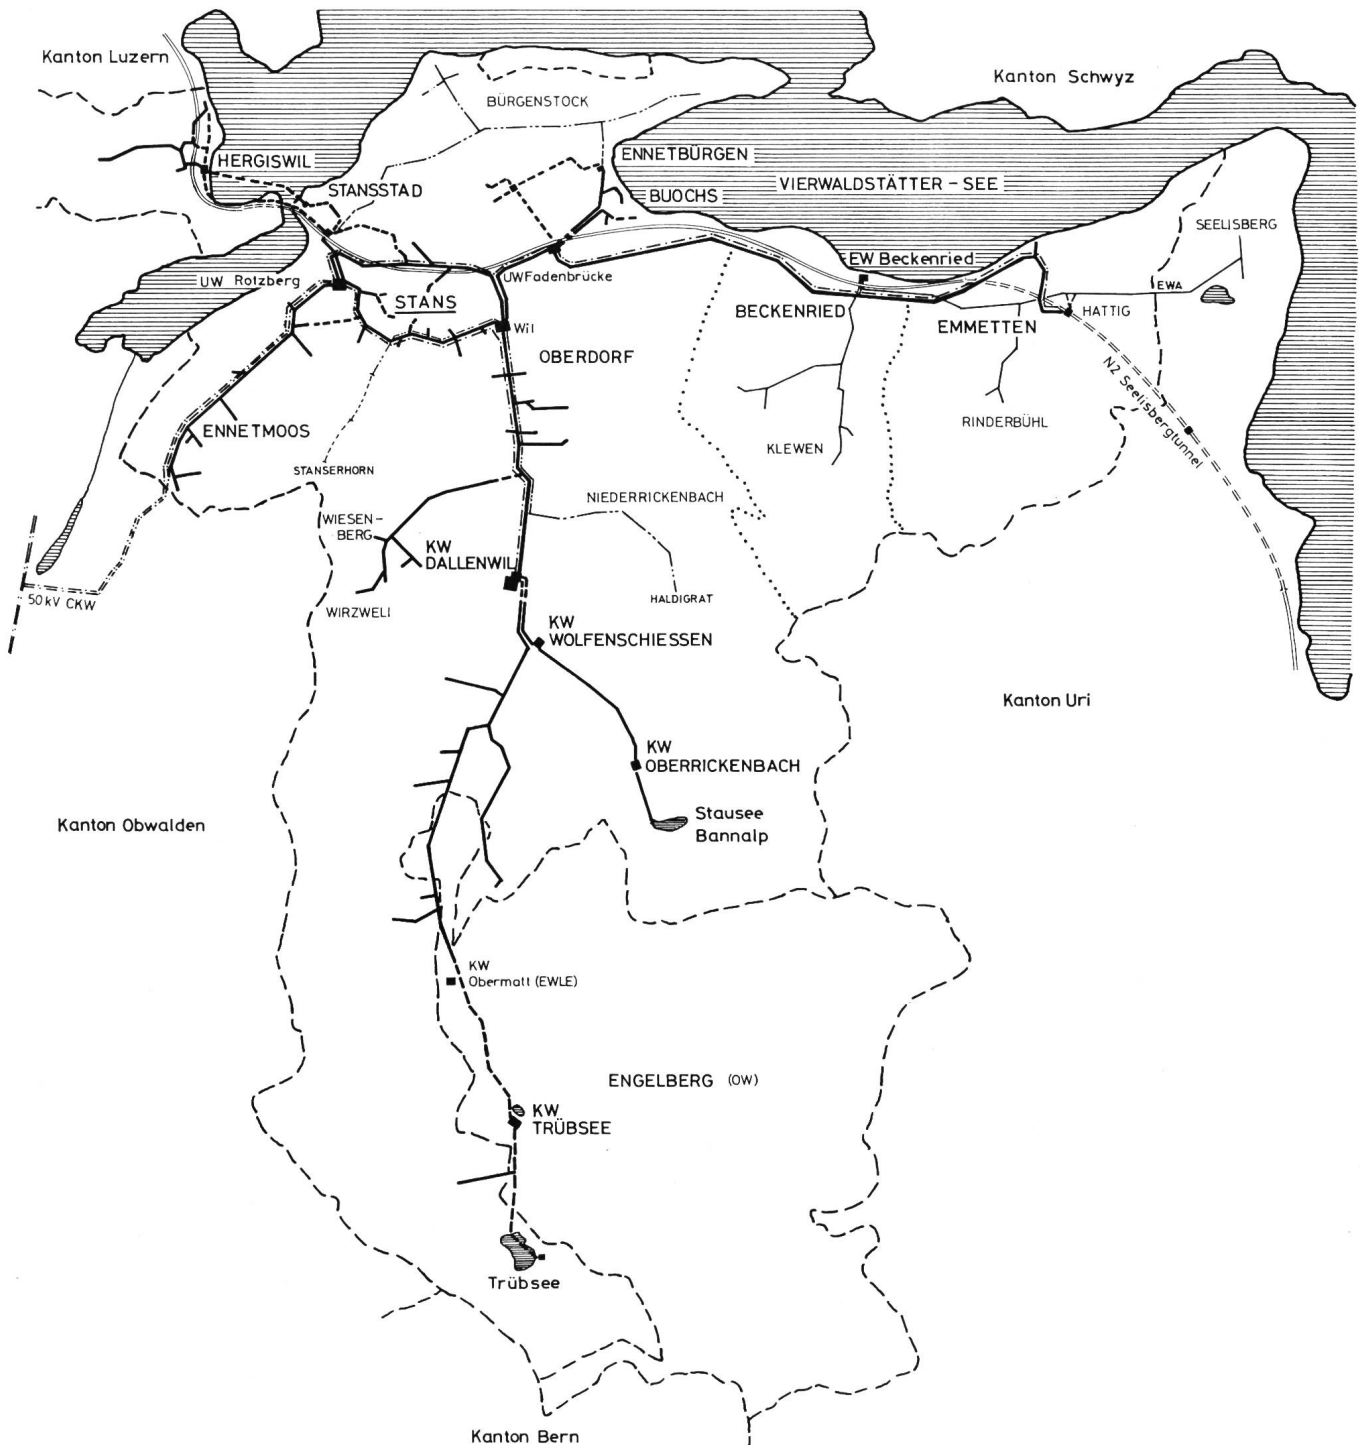 Kanton Luzern
Kanton Schwyz
BÜRGENSTOCK
HERGISWIL
ENNETBÜRGEN
STANSSTAD
BUOCHS
VIERWALDSTÄTTER - SEE
SEELISBERG
UW Rotzberg
UW Fadenbrücke
EW Beckenried
STANS
EWA
Wil
BECKENRIED
EMMETTEN
HATTIG
OBERDORF
N2 Seelisbergtunnel
ENNETMOOS
RINDERBÜHL
KLEWEN
STANSERHORN
NIEDERRICKENBACH
WIESEN-
BERG
KW
DALLENWIL
50 kV CKW
WIRZWELI
HALDIGRAT
KW
WOLFENSCHIESSEN
Kanton Uri
KW
OBERRICKENBACH
Kanton Obwalden
Stausee
Bannalp
KW
Obermatt (EWLE)
ENGELBERG (OW)
KW
TRÜBSEE
Trübsee
Kanton Bern